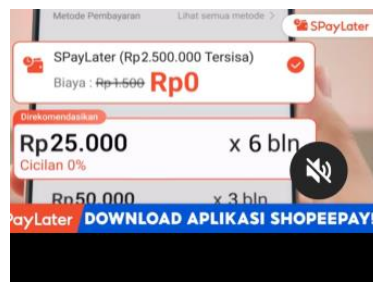 Metode Pembayaran Lihat semua metode >
SPayLater
SPayLater (Rp2.500.000 Tersisa)
Biaya : Rp1.500 Rp0
Direkomendasikan
Rp25.000 x 6 bln
Cicilan 0%
Rp50.000 x 3 bln
PayLater DOWNLOAD APLIKASI SHOPEEPAY!